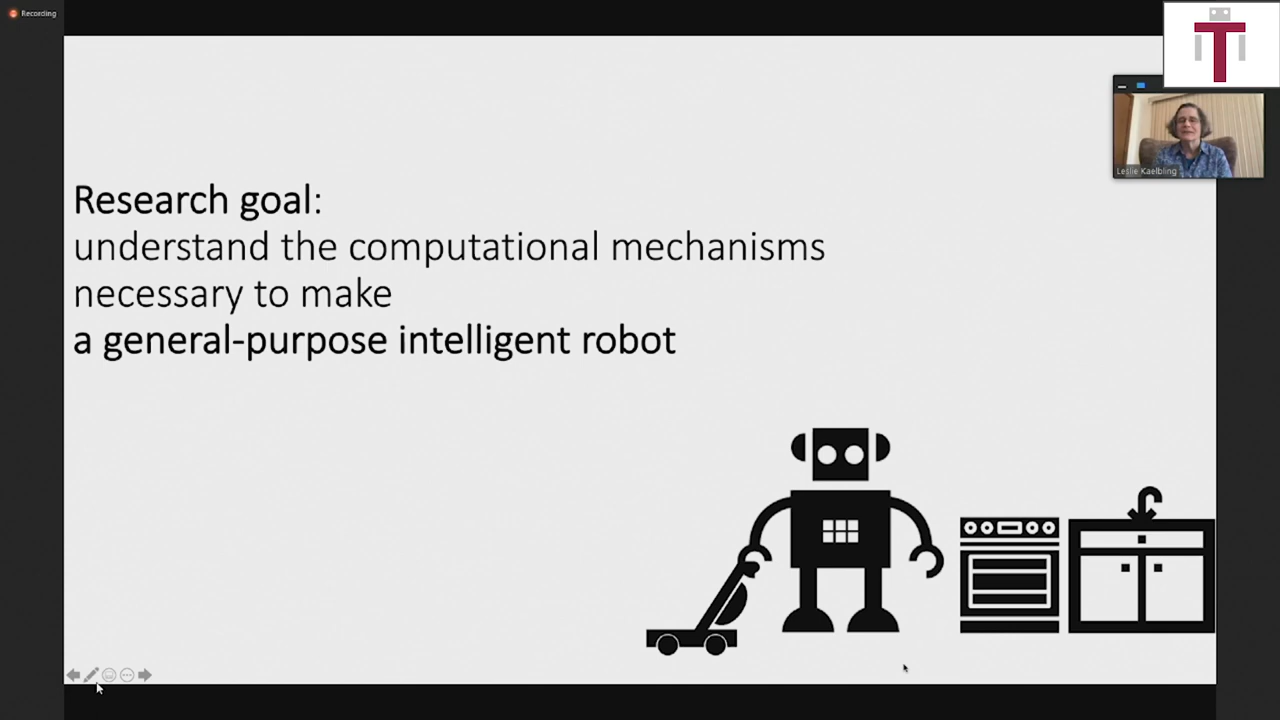 Recording
T
Leslie Kaelbling
Research goal:
understand the computational mechanisms
necessary to make
a general-purpose intelligent robot